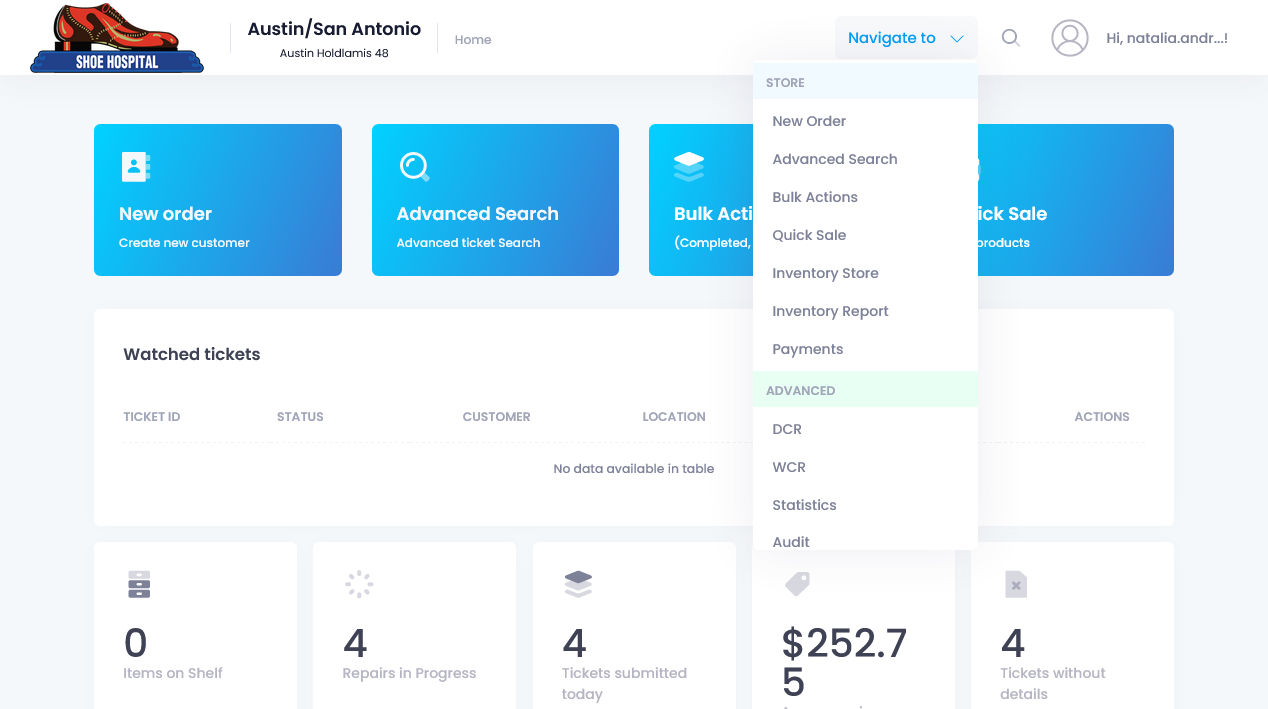 SHOE HOSPITAL
Austin/San Antonio
Austin Holdlamis 48
Home
Navigate to
Hi, natalia.andr...!
STORE
New Order
Advanced Search
Bulk Actions
Quick Sale
Inventory Store
Inventory Report
Payments
ADVANCED
DCR
WCR
Statistics
Audit
New order
Create new customer
Advanced Search
Advanced ticket Search
Bulk Acti
(Completed,
ick Sale
products
Watched tickets
TICKET ID STATUS CUSTOMER LOCATION ACTIONS
No data available in table
0
Items on Shelf
4
Repairs in Progress
4
Tickets submitted
today
$252.7
5
4
Tickets without
details